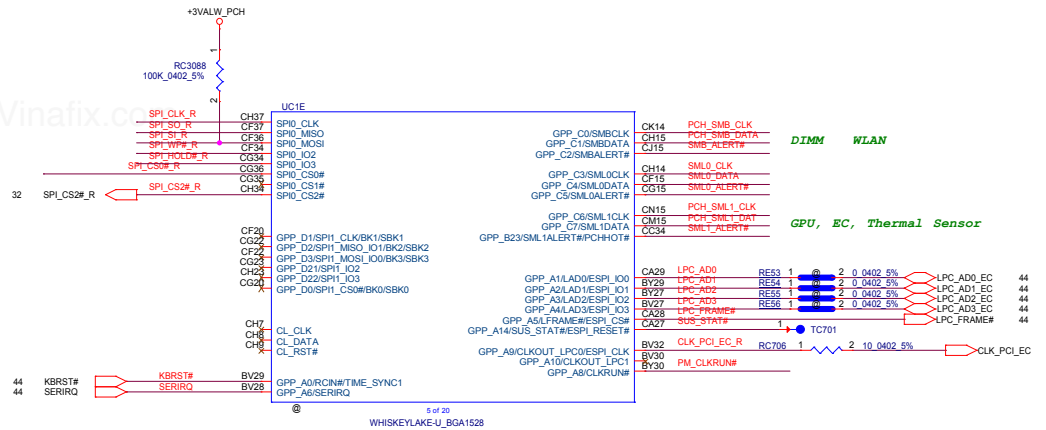 +3VALW_PCH
1
RC3088
100K_0402_5%
2
Vinafix.com
UC1E
SPI_CLK_R CH37 SPI0_CLK
SPI_SO_R CF37 SPI0_MISO
SPI_SI_R CF36 SPI0_MOSI
SPI_WP#_R CF34 SPI0_IO2
SPI_HOLD#_R CG34 SPI0_IO3
SPI_CS0#_R CG36 SPI0_CS0#
CG35 SPI0_CS1#
32 SPI_CS2#_R SPI_CS2#_R CH34 SPI0_CS2#
GPP_C0/SMBCLK CK14 PCH_SMB_CLK
GPP_C1/SMBDATA CH15 PCH_SMB_DATA
GPP_C2/SMBALERT# CJ15 SMB_ALERT#
DIMM WLAN
GPP_C3/SML0CLK CH14 SML0_CLK
GPP_C4/SML0DATA CF15 SML0_DATA
GPP_C5/SML0ALERT# CG15 SML0_ALERT#
GPP_C6/SML1CLK CN15 PCH_SML1_CLK
GPP_C7/SML1DATA CM15 PCH_SML1_DAT
GPP_B23/SML1ALERT#/PCHHOT# CC34 SML1_ALERT#
GPU, EC, Thermal Sensor
CF20 GPP_D1/SPI1_CLK/BK1/SBK1
CG22 GPP_D2/SPI1_MISO_IO1/BK2/SBK2
CF22 GPP_D3/SPI1_MOSI_IO0/BK3/SBK3
CG23 GPP_D21/SPI1_IO2
CH23 GPP_D22/SPI1_IO3
CG20 GPP_D0/SPI1_CS0#/BK0/SBK0
GPP_A1/LAD0/ESPI_IO0 CA29 LPC_AD0 RE53 1 @ 2 0_0402_5% LPC_AD0_EC 44
GPP_A2/LAD1/ESPI_IO1 BY29 LPC_AD1 RE54 1 2 0_0402_5% LPC_AD1_EC 44
GPP_A3/LAD2/ESPI_IO2 BY27 LPC_AD2 RE55 1 2 0_0402_5% LPC_AD2_EC 44
GPP_A4/LAD3/ESPI_IO3 BV27 LPC_AD3 RE56 1 @ 2 0_0402_5% LPC_AD3_EC 44
GPP_A5/LFRAME#/ESPI_CS# CA28 LPC_FRAME# LPC_FRAME# 44
GPP_A14/SUS_STAT#/ESPI_RESET# CA27 SUS_STAT# 1 TC701
CH7 CL_CLK
CH8 CL_DATA
CH9 CL_RST#
GPP_A9/CLKOUT_LPC0/ESPI_CLK BV32 CLK_PCI_EC_R RC706 1 2 10_0402_5% CLK_PCI_EC
GPP_A10/CLKOUT_LPC1 BV30
GPP_A8/CLKRUN# BY30 PM_CLKRUN#
44 KBRST# KBRST# BV29 GPP_A0/RCIN#/TIME_SYNC1
44 SERIRQ SERIRQ BV28 GPP_A6/SERIRQ
@
5 of 20
WHISKEYLAKE-U_BGA1528